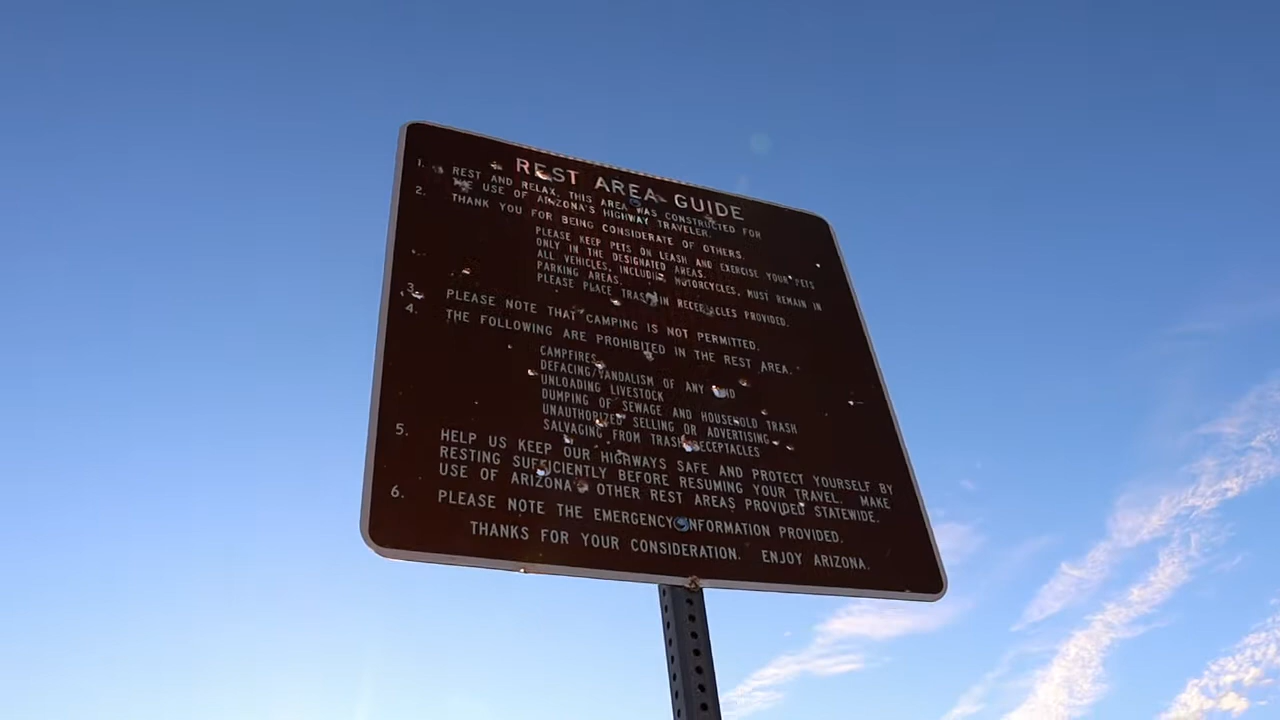 REST AREA GUIDE
1. REST AND RELAX. THIS AREA WAS CONSTRUCTED FOR
THE USE OF ARIZONA'S HIGHWAY TRAVELER.
2. THANK YOU FOR BEING CONSIDERATE OF OTHERS.
PLEASE KEEP PETS ON LEASH AND EXERCISE YOUR PETS
ONLY IN THE DESIGNATED AREAS.
ALL VEHICLES, INCLUDING MOTORCYCLES, MUST REMAIN IN
PARKING AREAS.
PLEASE PLACE TRASH IN RECEPTACLES PROVIDED.
3. PLEASE NOTE THAT CAMPING IS NOT PERMITTED.
4. THE FOLLOWING ARE PROHIBITED IN THE REST AREA.
CAMPFIRES
DEFACING/VANDALISM OF ANY KIND
UNLOADING LIVESTOCK
DUMPING OF SEWAGE AND HOUSEHOLD TRASH
UNAUTHORIZED SELLING OR ADVERTISING
SALVAGING FROM TRASH RECEPTACLES
5. HELP US KEEP OUR HIGHWAYS SAFE AND PROTECT YOURSELF BY
RESTING SUFFICIENTLY BEFORE RESUMING YOUR TRAVEL. MAKE
USE OF ARIZONA'S OTHER REST AREAS PROVIDED STATEWIDE.
6. PLEASE NOTE THE EMERGENCY INFORMATION PROVIDED.
THANKS FOR YOUR CONSIDERATION. ENJOY ARIZONA.